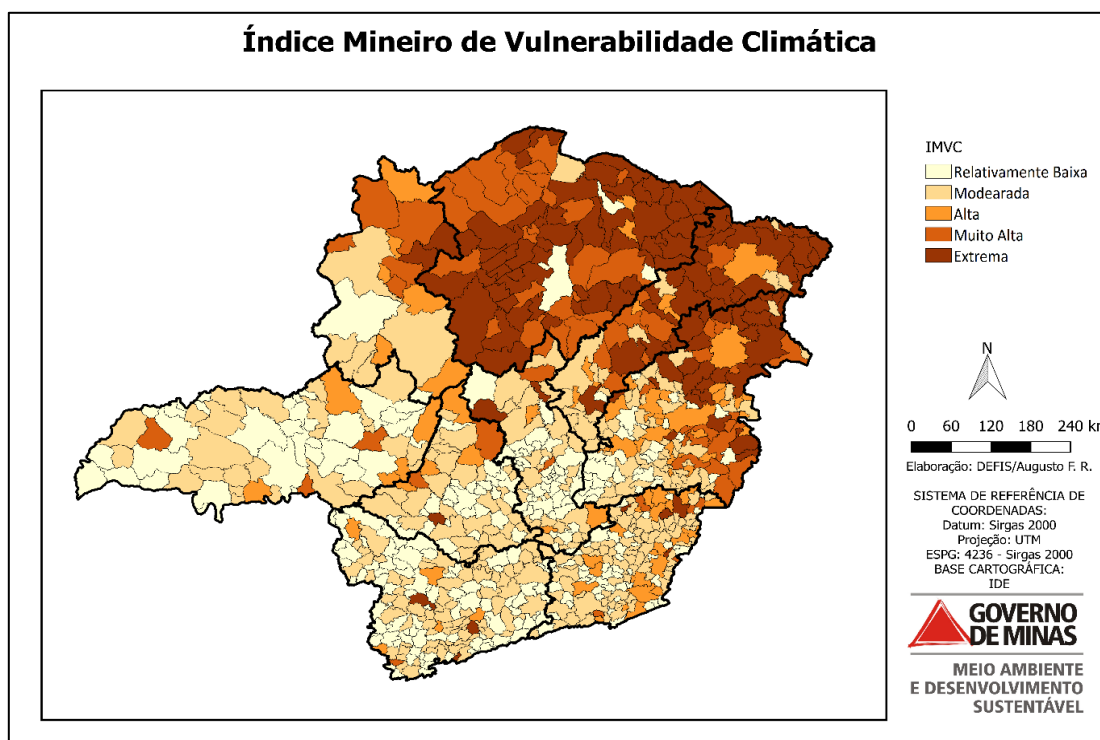 Índice Mineiro de Vulnerabilidade Climática
IMVC
Relativamente Baixa
Modearada
Alta
Muito Alta
Extrema
N
0 60 120 180 240 km
Elaboração: DEFIS/Augusto F. R.
SISTEMA DE REFERÊNCIA DE
COORDENADAS:
Datum: Sirgas 2000
Projeção: UTM
ESPG: 4236 - Sirgas 2000
BASE CARTOGRÁFICA:
IDE
GOVERNO
DE MINAS
MEIO AMBIENTE
E DESENVOLVIMENTO
SUSTENTÁVEL